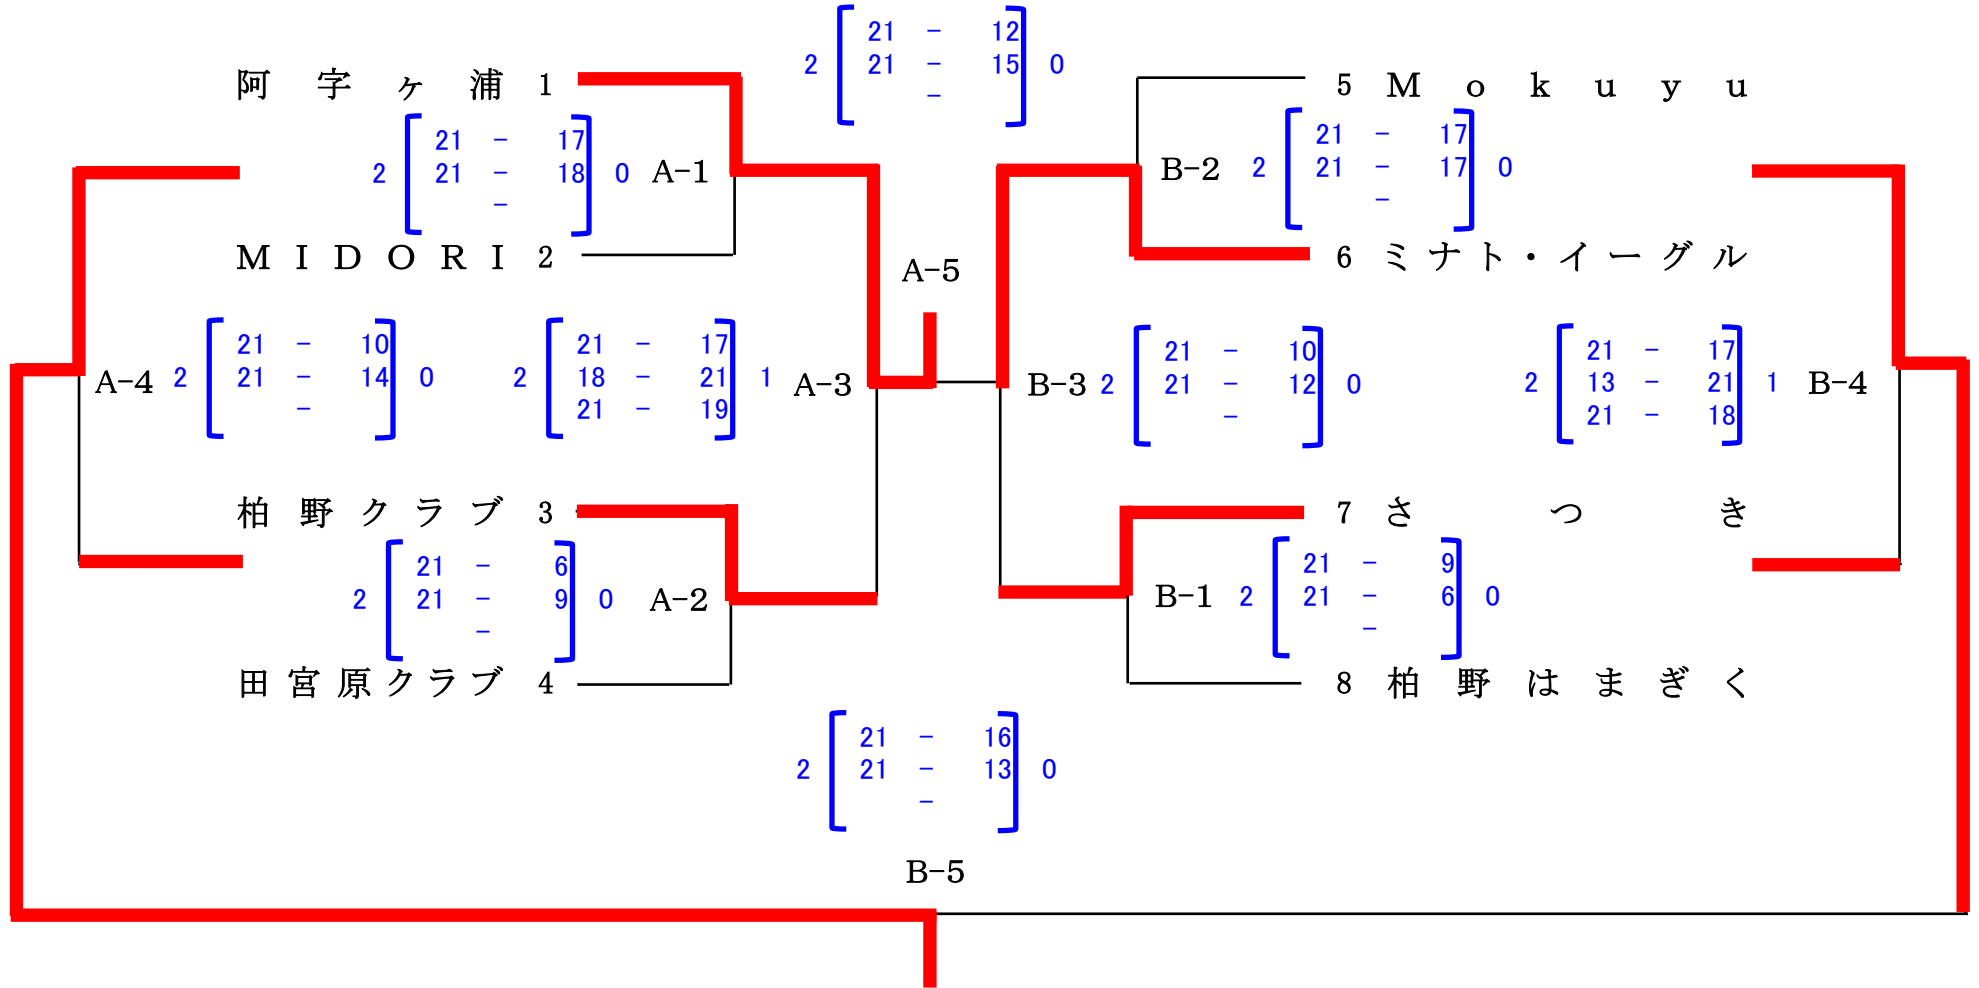 21 - 12
2 21 - 15 0
-
阿字ヶ浦 1
5 Mokuyu
21 - 17
2 21 - 18 0
-
A-1
B-2
21 - 17
2 21 - 17 0
-
MIDORI 2
6 ミナト・イーグル
A-5
A-4
21 - 10
2 21 - 14 0
-
21 - 17
2 18 - 21 1
21 - 19
A-3
B-3
21 - 10
2 21 - 12 0
-
21 - 17
2 13 - 21 1
21 - 18
B-4
柏野クラブ 3
7 さつき
21 - 6
2 21 - 9 0
-
A-2
B-1
21 - 9
2 21 - 6 0
-
田宮原クラブ 4
8 柏野はまぎく
21 - 16
2 21 - 13 0
-
B-5